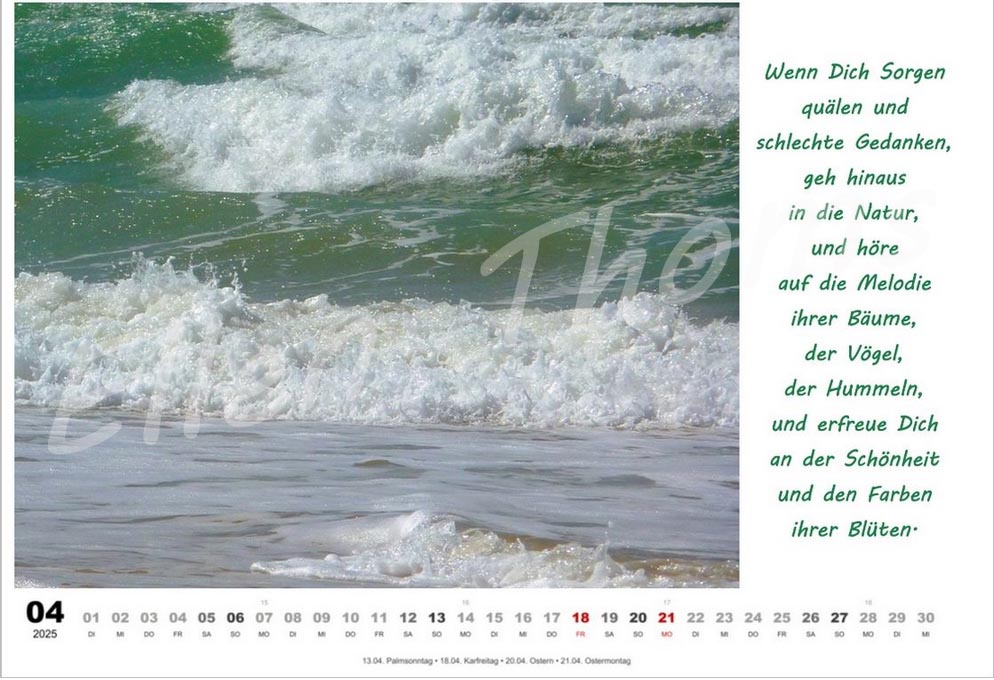 Wenn Dich Sorgen
quälen und
schlechte Gedanken,
geh hinaus
in die Natur,
und höre
auf die Melodie
ihrer Bäume,
der Vögel,
der Hummeln,
und erfreue Dich
an der Schönheit
und den Farben
ihrer Blüten.
Ellen Thoms
15 16 17 18
04 01 02 03 04 05 06 07 08 09 10 11 12 13 14 15 16 17 18 19 20 21 22 23 24 25 26 27 28 29 30
2025 DI MI DO FR SA SO MO DI MI DO FR SA SO MO DI MI DO FR SA SO MO DI MI DO FR SA SO MO DI MI
13.04. Palmsonntag • 18.04. Karfreitag • 20.04. Ostern • 21.04. Ostermontag